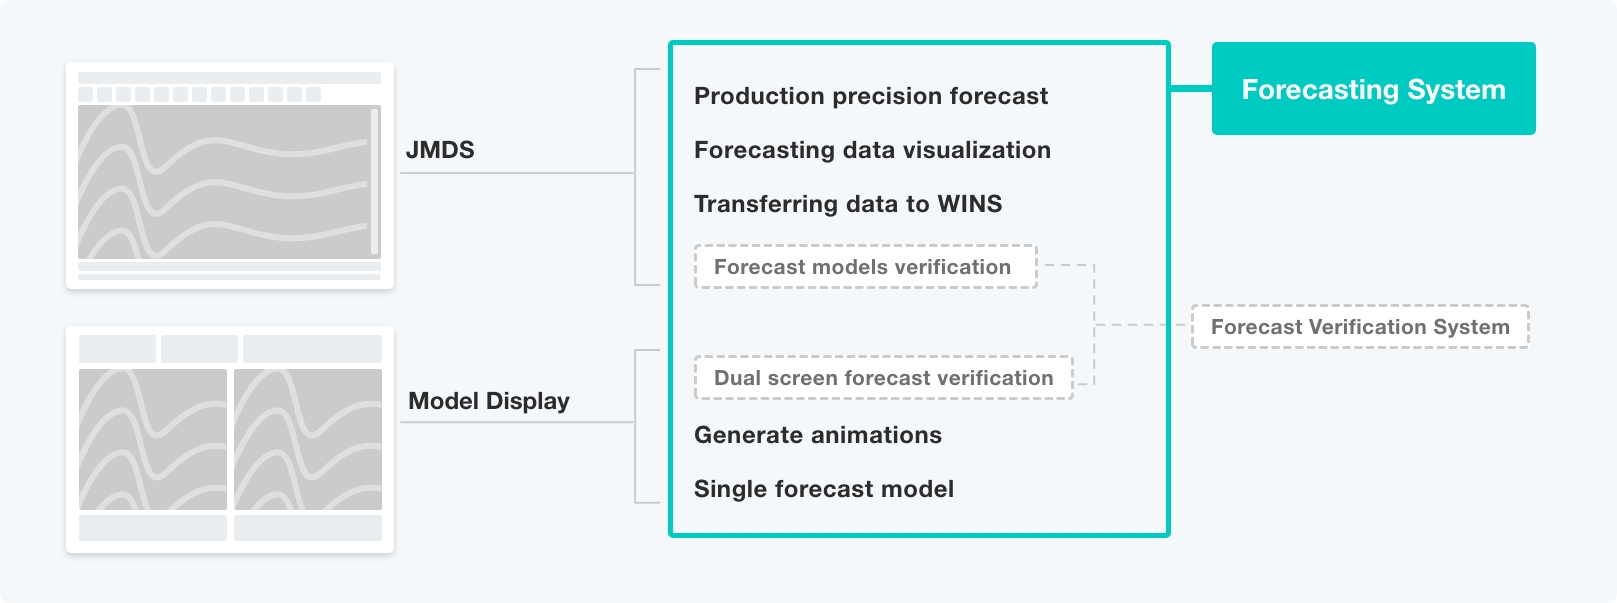 JMDS
Production precision forecast
Forecasting data visualization
Transferring data to WINS
Forecast models verification
Model Display
Dual screen forecast verification
Generate animations
Single forecast model
Forecasting System
Forecast Verification System